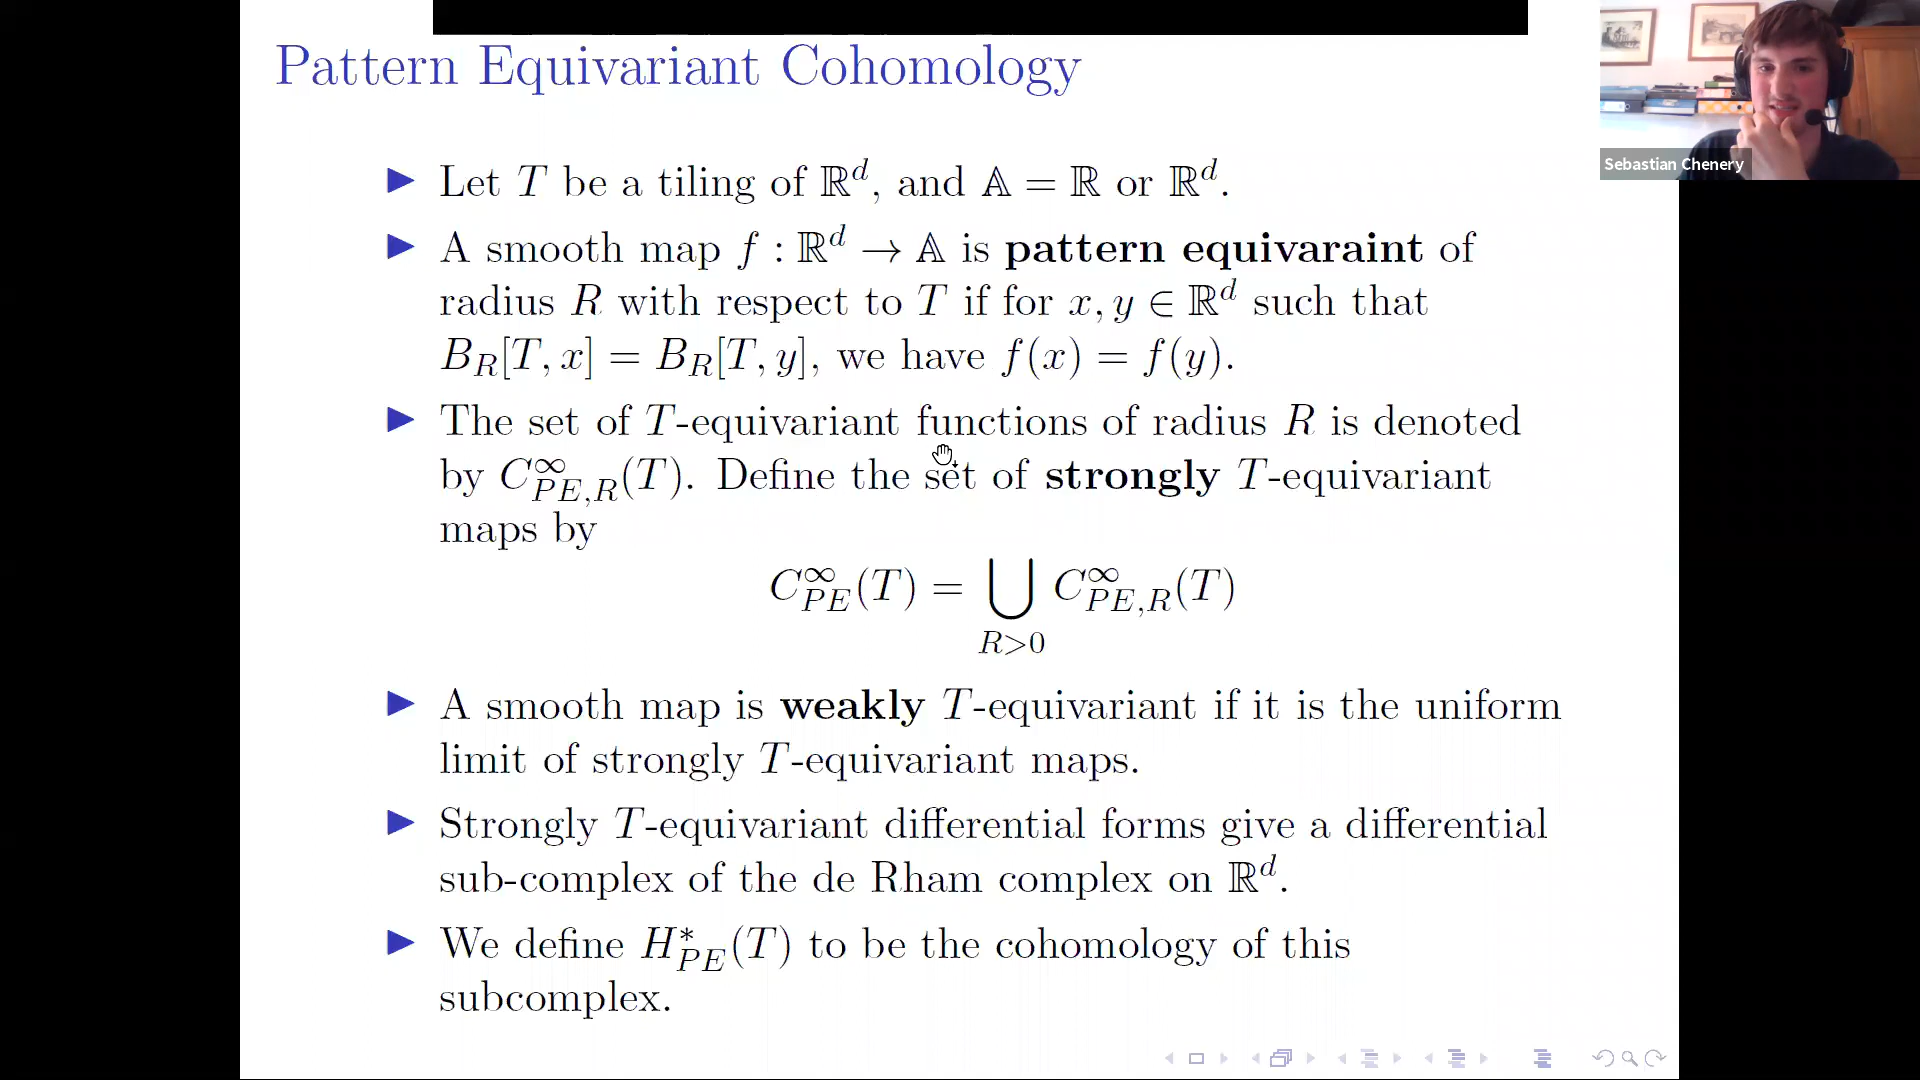 Pattern Equivariant Cohomology
Sebastian Chenery
▶ Let T be a tiling of ℝ^d, and 𝔸 = ℝ or ℝ^d.
▶ A smooth map f : ℝ^d → 𝔸 is pattern equivaraint of
radius R with respect to T if for x, y ∈ ℝ^d such that
B_R[T, x] = B_R[T, y], we have f(x) = f(y).
▶ The set of T-equivariant functions of radius R is denoted
by C^∞_{PE,R}(T). Define the set of strongly T-equivariant
maps by
C^∞_{PE}(T) = ⋃_{R>0} C^∞_{PE,R}(T)
▶ A smooth map is weakly T-equivariant if it is the uniform
limit of strongly T-equivariant maps.
▶ Strongly T-equivariant differential forms give a differential
sub-complex of the de Rham complex on ℝ^d.
▶ We define H^*_{PE}(T) to be the cohomology of this
subcomplex.